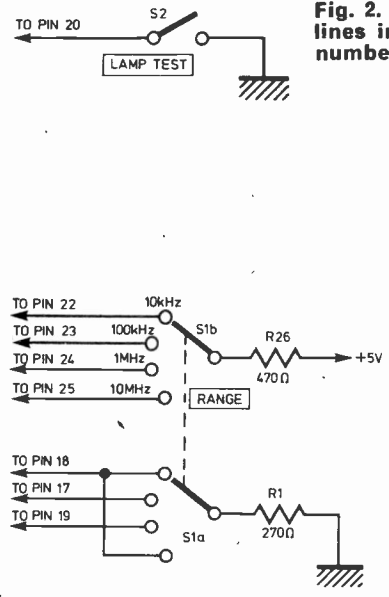 Fig. 2.
lines in
numbe
S2
TO PIN 20
LAMP TEST
TO PIN 22
10kHz
S1b
TO PIN 23
100kHz
R26
TO PIN 24
1MHz
+5V
470Ω
TO PIN 25
10MHz
RANGE
TO PIN 18
TO PIN 17
R1
TO PIN 19
S1a
270Ω